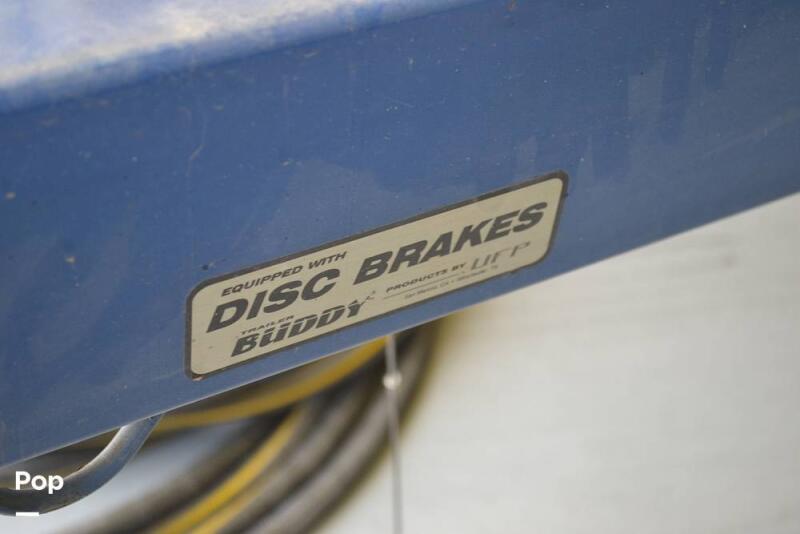 EQUIPPED WITH
DISC BRAKES
TRAILER
BUDDY PRODUCTS BY UFP
Pop